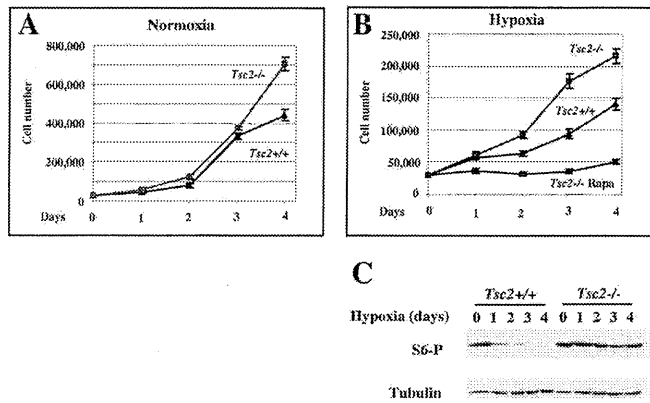 A
Normoxia
Cell number
800,000
600,000
400,000
200,000
0
Tsc2-/-
Tsc2+/+
Days 0 1 2 3 4
B
Hypoxia
Cell number
250,000
200,000
150,000
100,000
50,000
0
Tsc2-/-
Tsc2+/+
Tsc2-/- Rapa
Days 0 1 2 3 4
C
Tsc2+/+ Tsc2-/-
Hypoxia (days) 0 1 2 3 4 0 1 2 3 4
S6-P
Tubulin